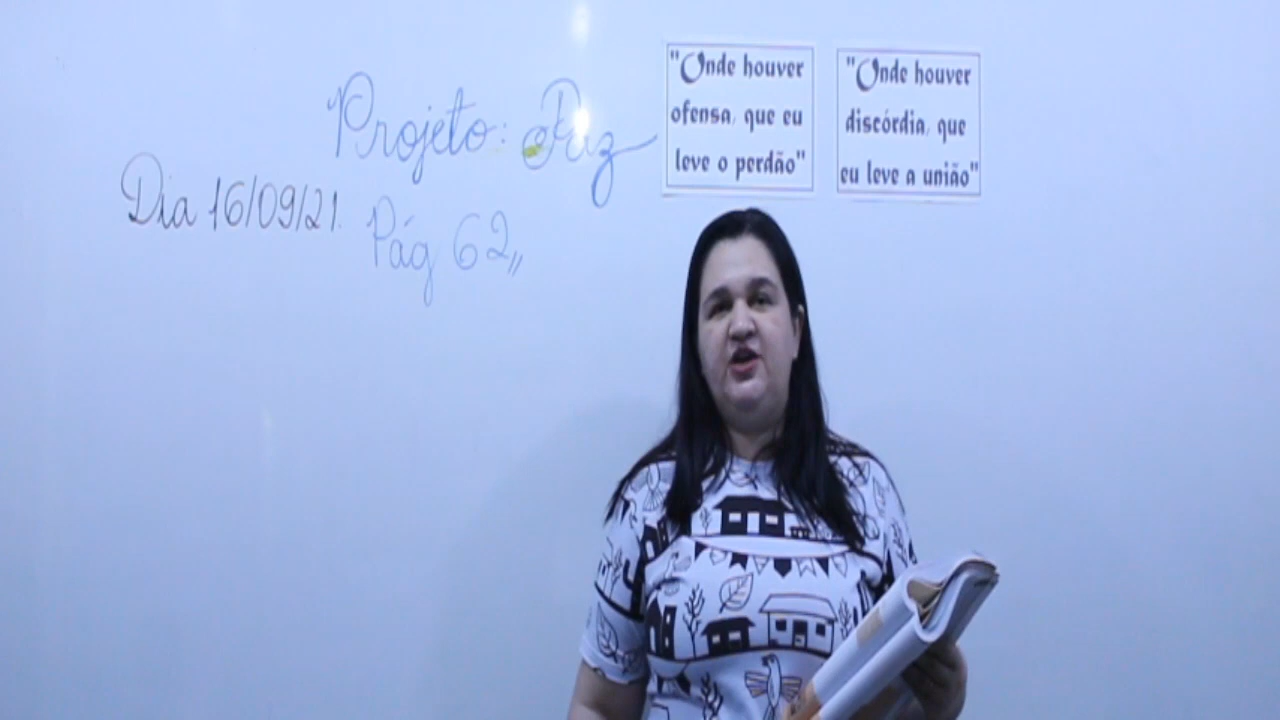 Projeto: Paz
Dia 16/09/21.
Pág 62,,
"Onde houver
ofensa, que eu
leve o perdão"
"Onde houver
discórdia, que
eu leve a união"